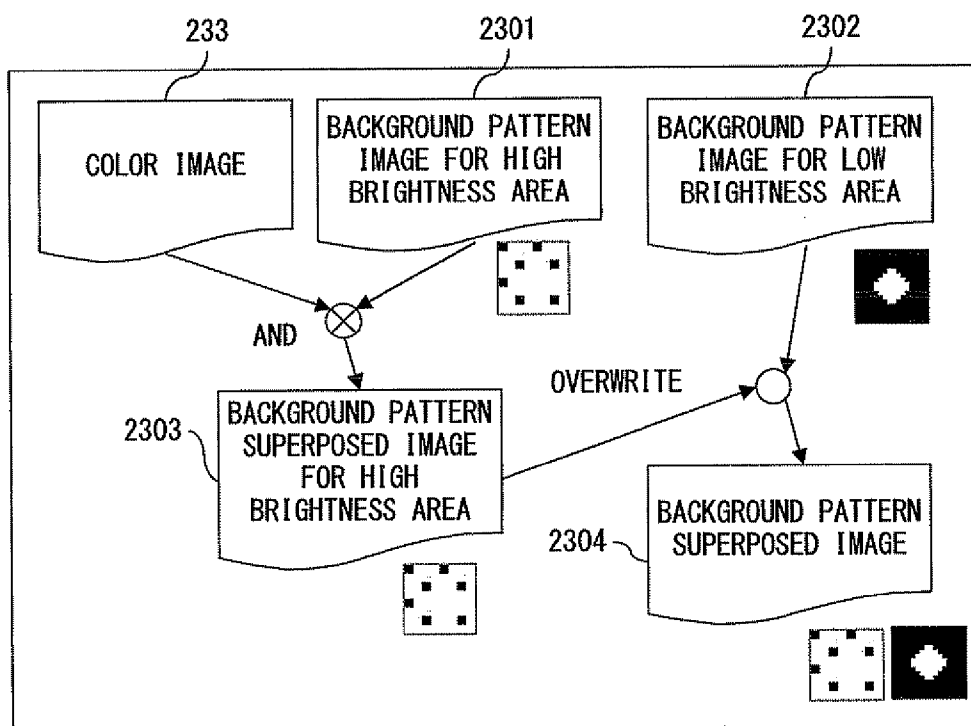 233
2301
2302
COLOR IMAGE
BACKGROUND PATTERN
IMAGE FOR HIGH
BRIGHTNESS AREA
BACKGROUND PATTERN
IMAGE FOR LOW
BRIGHTNESS AREA
AND
OVERWRITE
2303
BACKGROUND PATTERN
SUPERPOSED IMAGE
FOR HIGH
BRIGHTNESS AREA
2304
BACKGROUND PATTERN
SUPERPOSED IMAGE